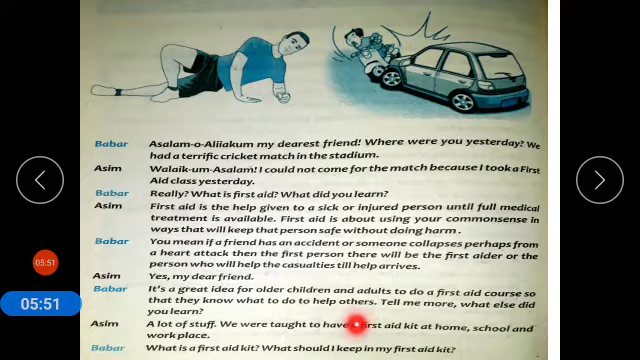 Babar Asalam-o-Aliiakum my dearest friend! Where were you yesterday? We
had a terrific cricket match in the stadium.
Asim Walaik-um-Asalam! I could not come for the match because I took a First
Aid class yesterday.
Babar Really? What is first aid? What did you learn?
Asim First aid is the help given to a sick or injured person until full medical
treatment is available. First aid is about using your commonsense in
ways that will keep that person safe without doing harm.
Babar You mean if a friend has an accident or someone collapses perhaps from
a heart attack then the first person there will be the first aider or the
person who will help the casualties till help arrives.
Asim Yes, my dear friend.
Babar It's a great idea for older children and adults to do a first aid course so
that they know what to do to help others. Tell me more, what else did
you learn?
Asim A lot of stuff. We were taught to have a first aid kit at home, school and
work place.
Babar What is a first aid kit? What should I keep in my first aid kit?
05:51
05:51